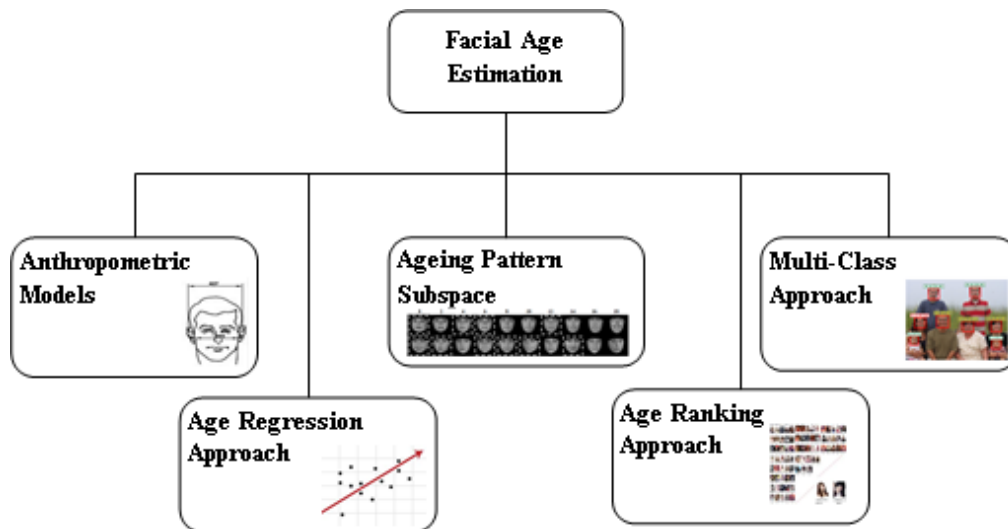 Facial Age
Estimation
Anthropometric
Models
Ageing Pattern
Subspace
Multi-Class
Approach
Age Regression
Approach
Age Ranking
Approach